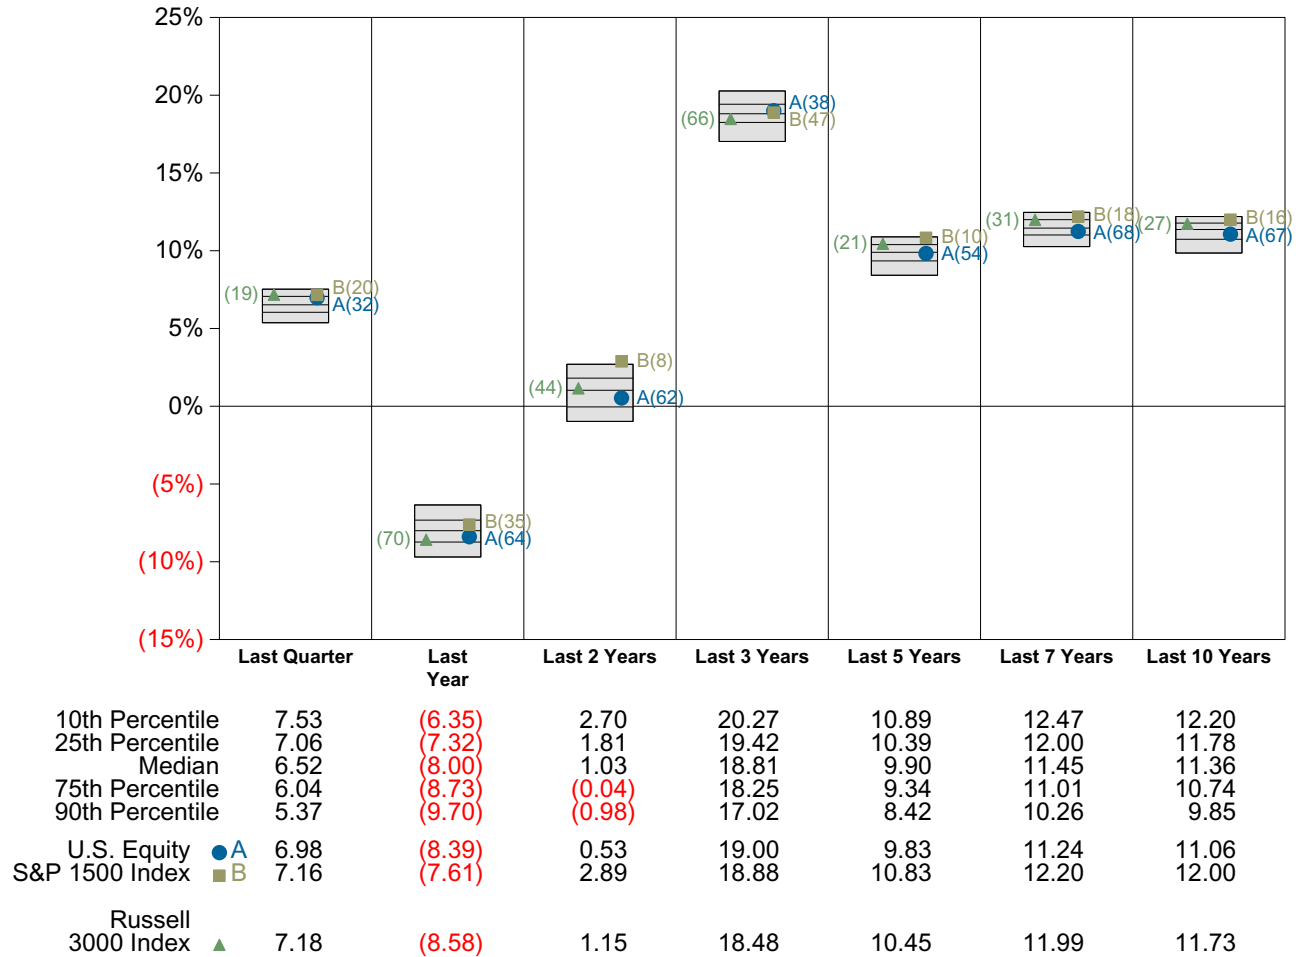 25%
20%
15%
10%
5%
0%
(5%)
(10%)
(15%)
(19) B(20)
A(32)
(70) B(35)
A(64)
(44) B(8)
A(62)
(66) A(38)
B(47)
(21) B(10)
A(54)
(31) B(18)
A(68)
(27) B(16)
A(67)
Last Quarter Last Year Last 2 Years Last 3 Years Last 5 Years Last 7 Years Last 10 Years
10th Percentile 7.53 (6.35) 2.70 20.27 10.89 12.47 12.20
25th Percentile 7.06 (7.32) 1.81 19.42 10.39 12.00 11.78
Median 6.52 (8.00) 1.03 18.81 9.90 11.45 11.36
75th Percentile 6.04 (8.73) (0.04) 18.25 9.34 11.01 10.74
90th Percentile 5.37 (9.70) (0.98) 17.02 8.42 10.26 9.85
U.S. Equity A 6.98 (8.39) 0.53 19.00 9.83 11.24 11.06
S&P 1500 Index B 7.16 (7.61) 2.89 18.88 10.83 12.20 12.00
Russell
3000 Index 7.18 (8.58) 1.15 18.48 10.45 11.99 11.73